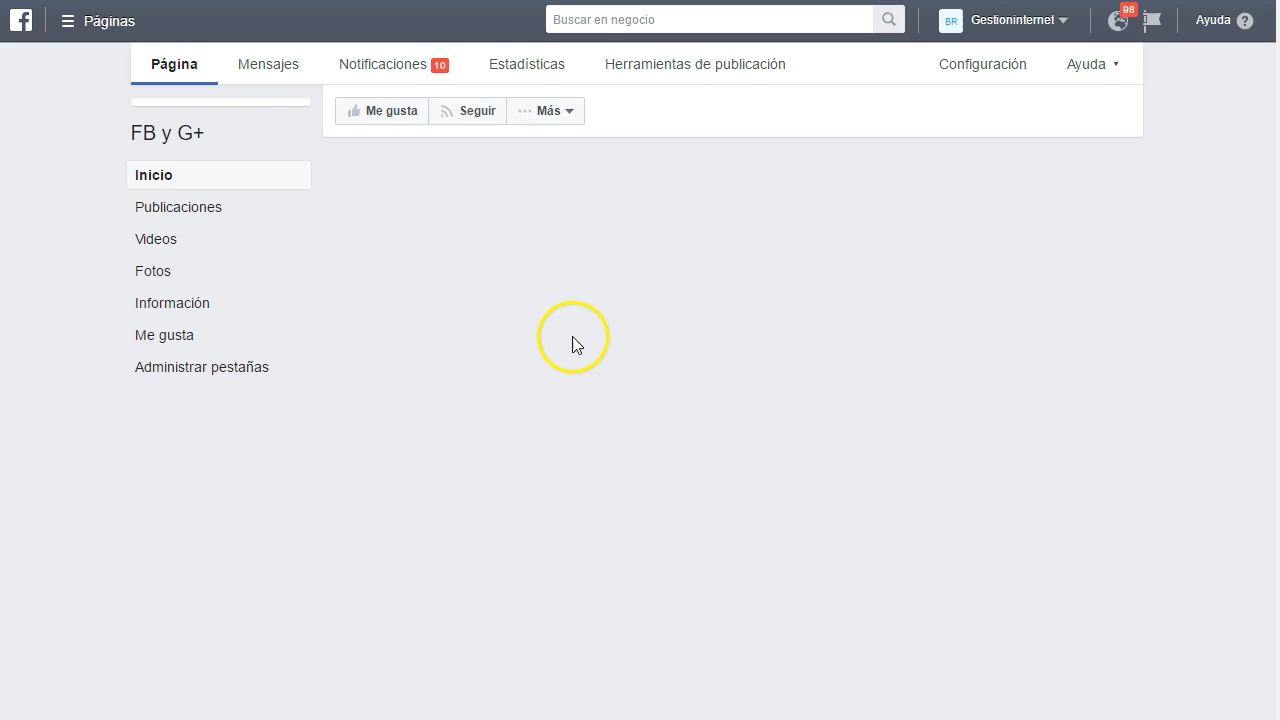 Páginas
Buscar en negocio
BR Gestioninternet
98
Ayuda ?
Página Mensajes Notificaciones 10 Estadísticas Herramientas de publicación Configuración Ayuda
Me gusta Seguir Más
FB y G+
Inicio
Publicaciones
Videos
Fotos
Información
Me gusta
Administrar pestañas